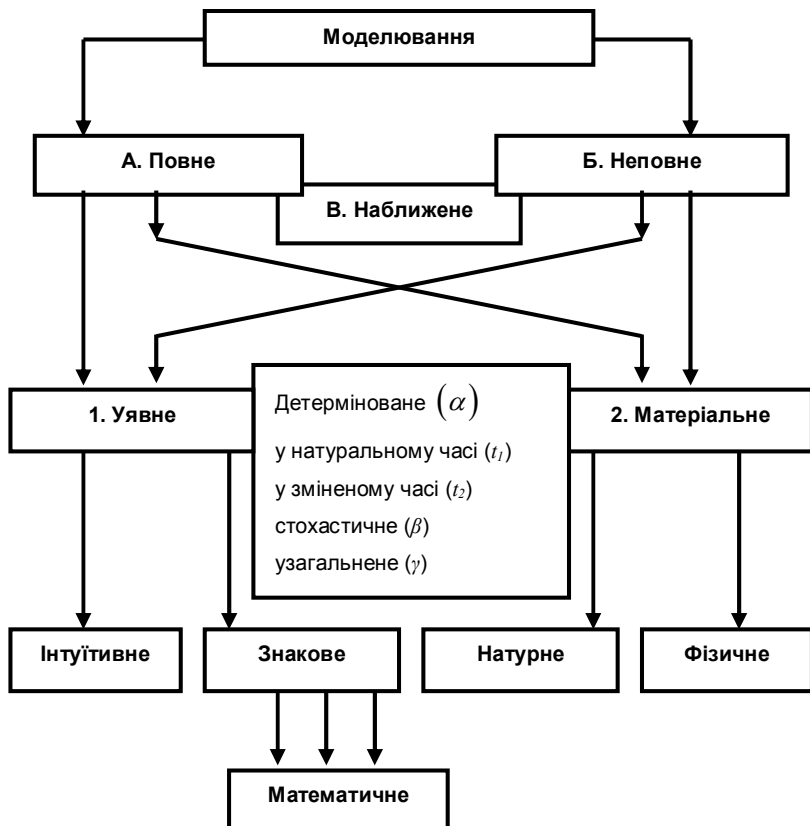 Моделювання
А. Повне
Б. Неповне
В. Наближене
1. Уявне
Детерміноване (α)
у натуральному часі (t₁)
у зміненому часі (t₂)
стохастичне (β)
узагальнене (γ)
2. Матеріальне
Інтуїтивне
Знакове
Натурне
Фізичне
Математичне